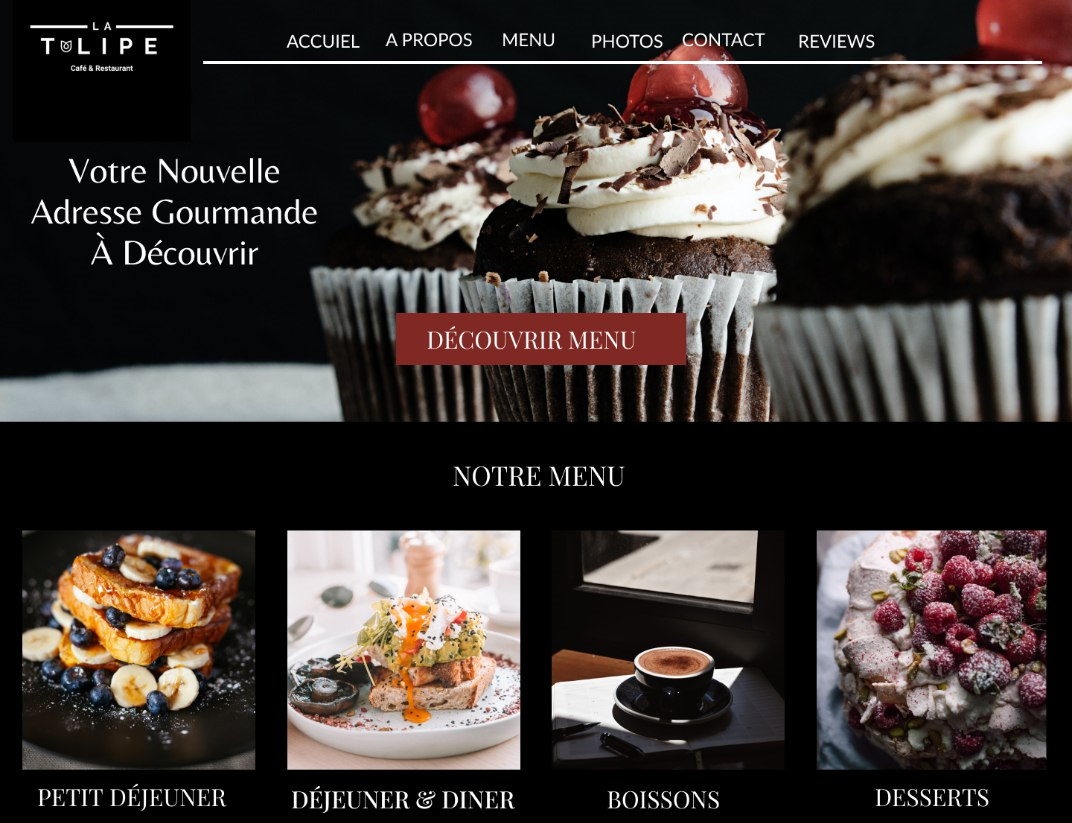 LA
TULIPE
Café & Restaurant
ACCUIEL A PROPOS MENU PHOTOS CONTACT REVIEWS
Votre Nouvelle
Adresse Gourmande
À Découvrir
DÉCOUVRIR MENU
NOTRE MENU
PETIT DÉJEUNER
DÉJEUNER & DINER
BOISSONS
DESSERTS